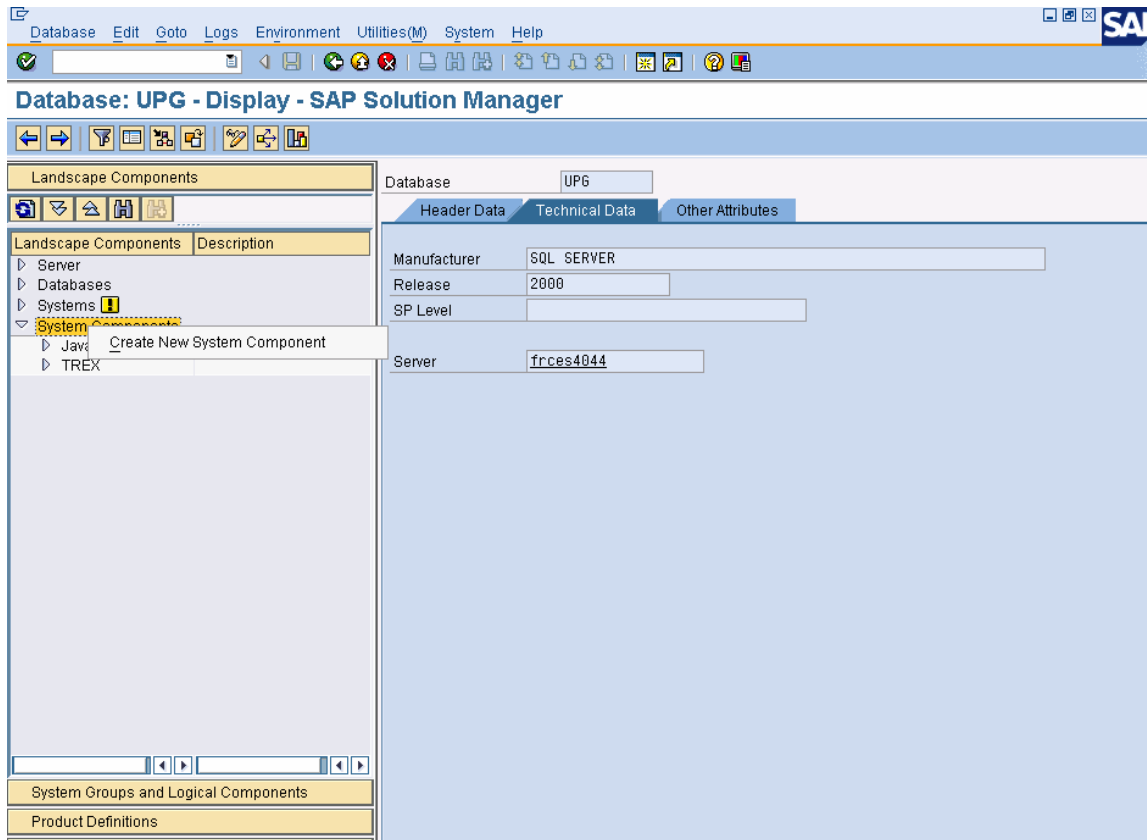 Database Edit Goto Logs Environment Utilities(M) System Help
SA
Database: UPG - Display - SAP Solution Manager
Landscape Components
Landscape Components Description
Server
Databases
Systems
System Components
Java
TREX
Create New System Component
System Groups and Logical Components
Product Definitions
Database UPG
Header Data Technical Data Other Attributes
Manufacturer SQL SERVER
Release 2000
SP Level
Server frces4044